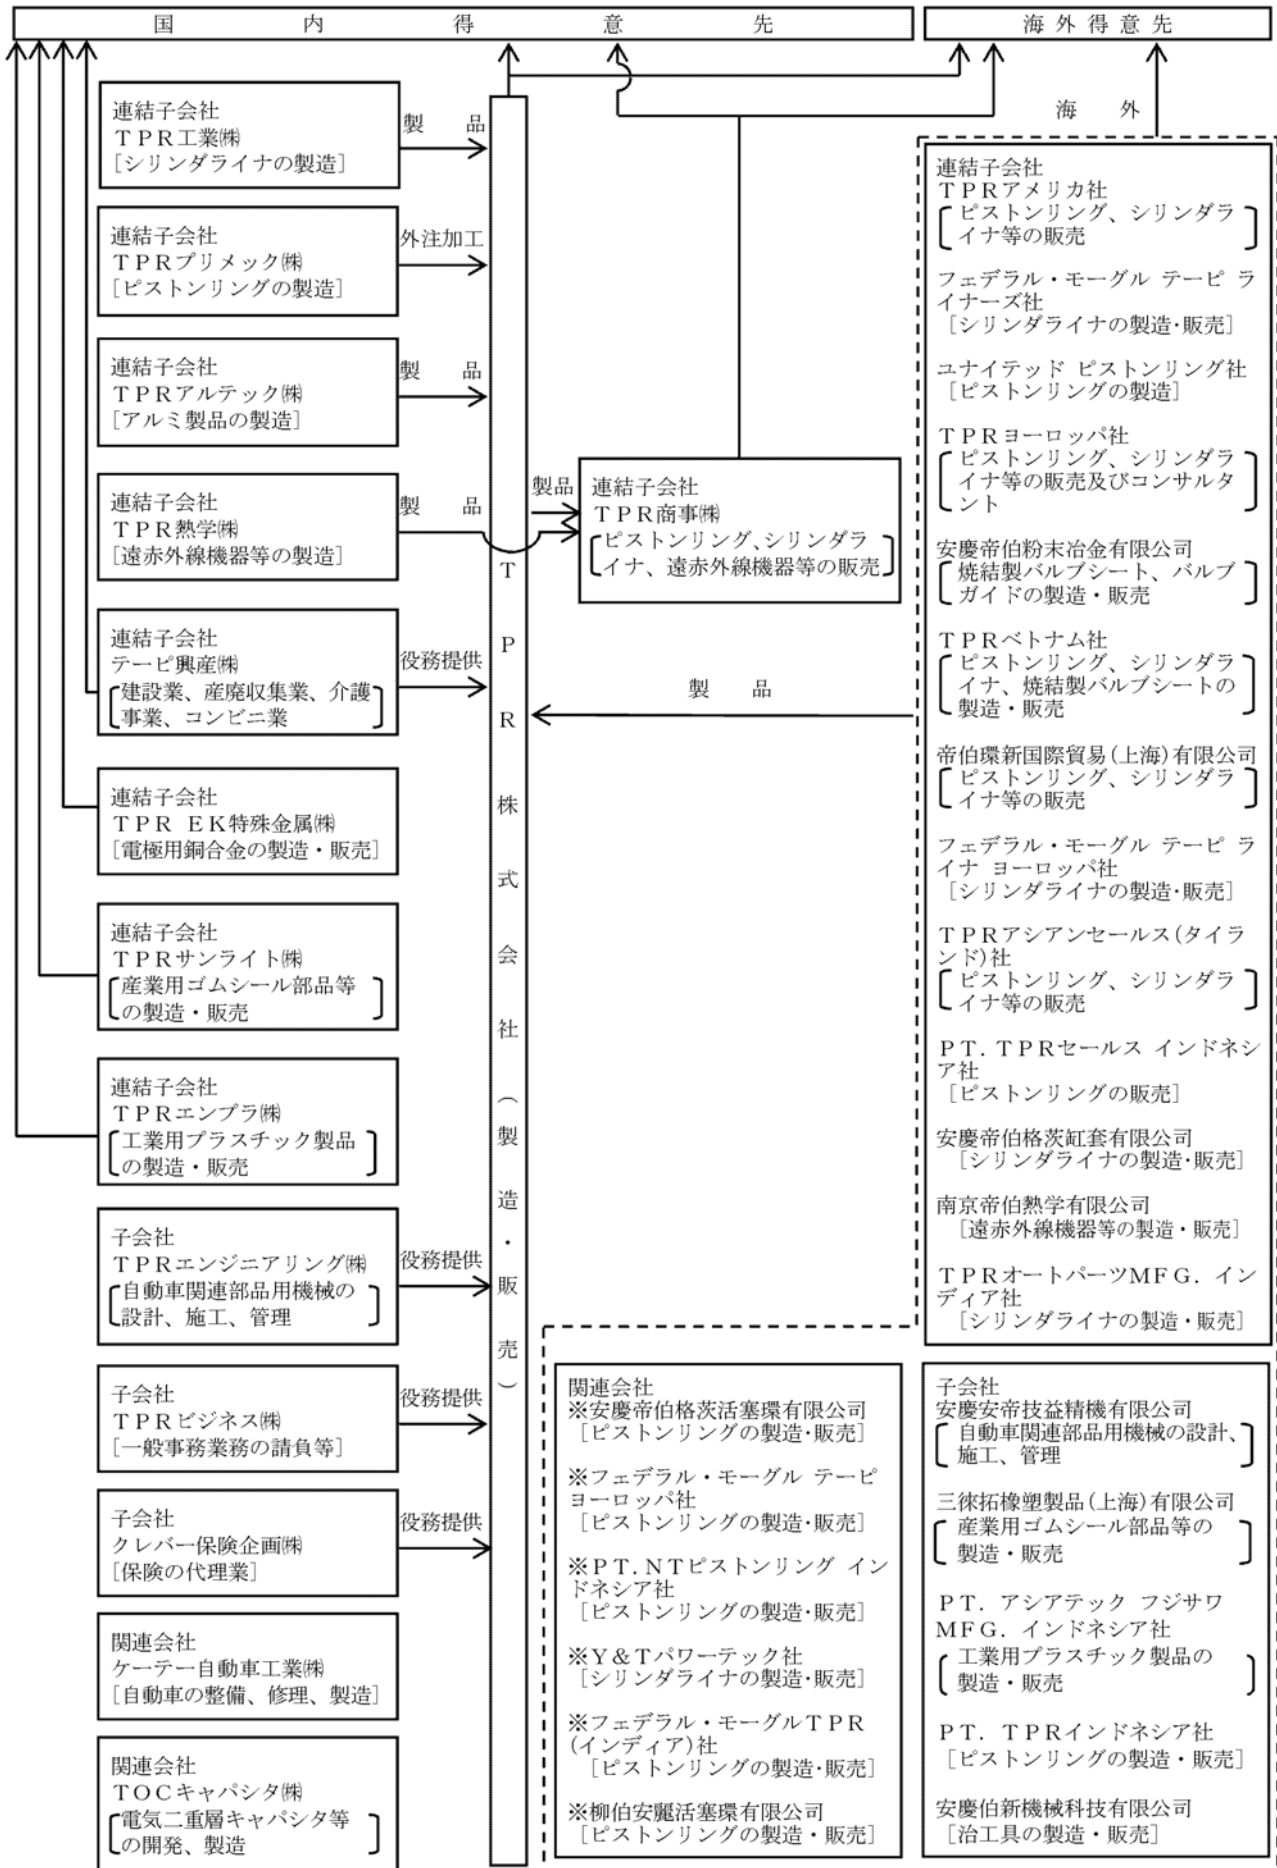 国内得意先
海外得意先
海外
連結子会社
TPR工業㈱
[シリンダライナの製造]
製品
連結子会社
TPRプリメック㈱
[ピストンリングの製造]
外注加工
連結子会社
TPRアルテック㈱
[アルミ製品の製造]
製品
連結子会社
TPR熱学㈱
[遠赤外線機器等の製造]
製品
連結子会社
テーピ興産㈱
建設業、産廃収集業、介護
事業、コンビニ業
役務提供
連結子会社
TPR EK特殊金属㈱
[電極用銅合金の製造・販売]
連結子会社
TPRサンライト㈱
産業用ゴムシール部品等
の製造・販売
連結子会社
TPRエンプラ㈱
工業用プラスチック製品
の製造・販売
子会社
TPRエンジニアリング㈱
自動車関連部品用機械の
設計、施工、管理
役務提供
子会社
TPRビジネス㈱
[一般事務業務の請負等]
役務提供
子会社
クレバー保険企画㈱
[保険の代理業]
役務提供
関連会社
ケーテー自動車工業㈱
[自動車の整備、修理、製造]
関連会社
TOCキャパシタ㈱
電気二重層キャパシタ等
の開発、製造
TPR株式会社(製造・販売)
製品
連結子会社
TPR商事㈱
ピストンリング、シリンダラ
イナ、遠赤外線機器等の販売
製品
連結子会社
TPRアメリカ社
ピストンリング、シリンダラ
イナ等の販売
フェデラル・モーグル テーピ ラ
イナーズ社
[シリンダライナの製造・販売]
ユナイテッド ピストンリング社
[ピストンリングの製造]
TPRヨーロッパ社
ピストンリング、シリンダラ
イナ等の販売及びコンサルタ
ント
安慶帝伯粉末冶金有限公司
焼結製バルブシート、バルブ
ガイドの製造・販売
TPRベトナム社
ピストンリング、シリンダラ
イナ、焼結製バルブシートの
製造・販売
帝伯環新国際貿易(上海)有限公司
ピストンリング、シリンダラ
イナ等の販売
フェデラル・モーグル テーピ ラ
イナ ヨーロッパ社
[シリンダライナの製造・販売]
TPRアシアンセールス(タイラ
ンド)社
ピストンリング、シリンダラ
イナ等の販売
PT.TPRセールス インドネシ
ア社
[ピストンリングの販売]
安慶帝伯格茨缸套有限公司
[シリンダライナの製造・販売]
南京帝伯熱学有限公司
[遠赤外線機器等の製造・販売]
TPRオートパーツMFG. イン
ディア社
[シリンダライナの製造・販売]
関連会社
※安慶帝伯格茨活塞環有限公司
[ピストンリングの製造・販売]
※フェデラル・モーグル テーピ
ヨーロッパ社
[ピストンリングの製造・販売]
※PT.NTピストンリング イン
ドネシア社
[ピストンリングの製造・販売]
※Y&Tパワーテック社
[シリンダライナの製造・販売]
※フェデラル・モーグルTPR
(インディア)社
[ピストンリングの製造・販売]
※柳伯安麗活塞環有限公司
[ピストンリングの製造・販売]
子会社
安慶安帝技益精機有限公司
自動車関連部品用機械の設計、
施工、管理
三徠拓橡塑製品(上海)有限公司
産業用ゴムシール部品等の
製造・販売
PT. アシアテック フジサワ
MFG. インドネシア社
工業用プラスチック製品の
製造・販売
PT. TPRインドネシア社
[ピストンリングの製造・販売]
安慶伯新機械科技有限公司
[治工具の製造・販売]